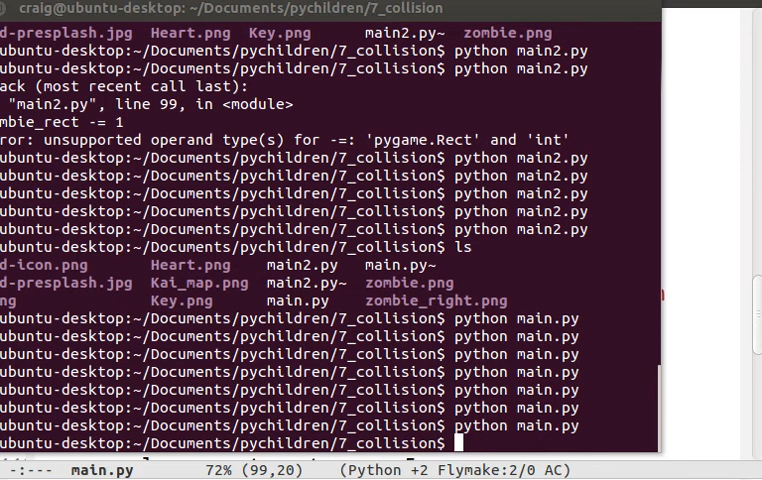 craig@ubuntu-desktop: ~/Documents/pychildren/7_collision
d-presplash.jpg Heart.png Key.png main2.py~ zombie.png
ubuntu-desktop:~/Documents/pychildren/7_collision$ python main2.py
ubuntu-desktop:~/Documents/pychildren/7_collision$ python main2.py
ack (most recent call last):
"main2.py", line 99, in <module>
mbie_rect -= 1
ror: unsupported operand type(s) for -=: 'pygame.Rect' and 'int'
ubuntu-desktop:~/Documents/pychildren/7_collision$ python main2.py
ubuntu-desktop:~/Documents/pychildren/7_collision$ python main2.py
ubuntu-desktop:~/Documents/pychildren/7_collision$ python main2.py
ubuntu-desktop:~/Documents/pychildren/7_collision$ python main2.py
ubuntu-desktop:~/Documents/pychildren/7_collision$ python main2.py
ubuntu-desktop:~/Documents/pychildren/7_collision$ ls
d-icon.png Heart.png main2.py main.py~
d-presplash.jpg Kai_map.png main2.py~ zombie.png
ng Key.png main.py zombie_right.png
ubuntu-desktop:~/Documents/pychildren/7_collision$ python main.py
ubuntu-desktop:~/Documents/pychildren/7_collision$ python main.py
ubuntu-desktop:~/Documents/pychildren/7_collision$ python main.py
ubuntu-desktop:~/Documents/pychildren/7_collision$ python main.py
ubuntu-desktop:~/Documents/pychildren/7_collision$ python main.py
ubuntu-desktop:~/Documents/pychildren/7_collision$ python main.py
ubuntu-desktop:~/Documents/pychildren/7_collision$ python main.py
ubuntu-desktop:~/Documents/pychildren/7_collision$
-:--- main.py 72% (99,20) (Python +2 Flymake:2/0 AC)